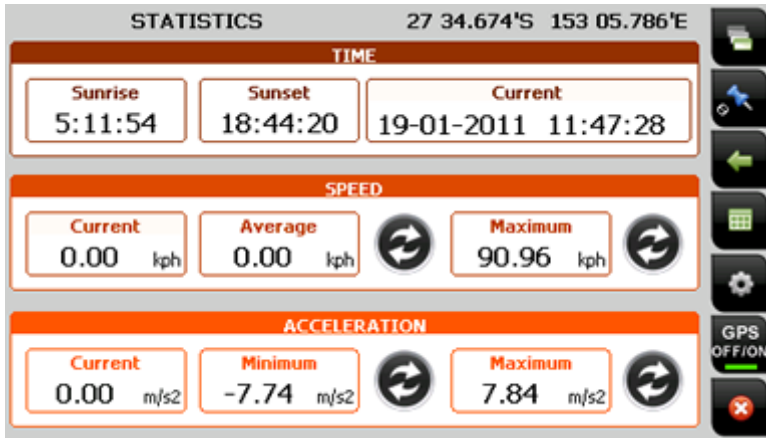 STATISTICS 27 34.674'S 153 05.786'E
TIME
Sunrise Sunset Current
5:11:54 18:44:20 19-01-2011 11:47:28
SPEED
Current Average Maximum
0.00 kph 0.00 kph 90.96 kph
GPS
OFF/ON
ACCELERATION
Current Minimum Maximum
0.00 m/s2 -7.74 m/s2 7.84 m/s2